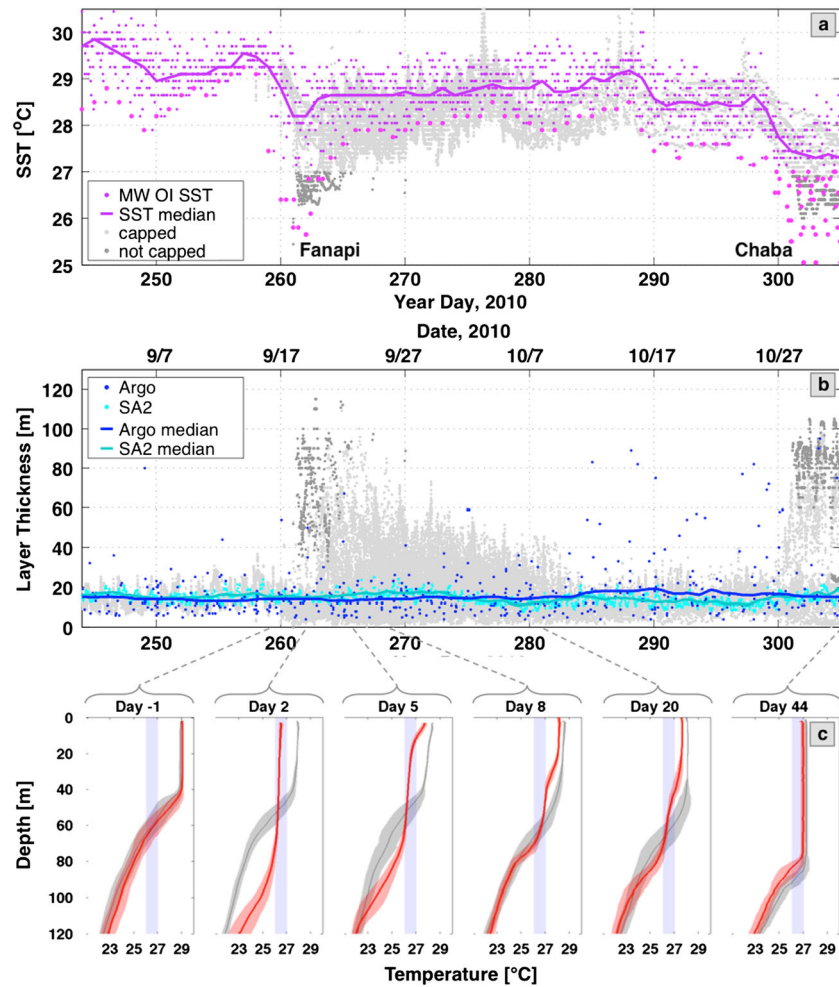 a
30
29
28
27
26
25
SST [°C]
MW OI SST
SST median
capped
not capped
Fanapi
Chaba
250 260 270 280 290 300
Year Day, 2010
Date, 2010
9/7 9/17 9/27 10/7 10/17 10/27
b
120
100
80
60
40
20
0
Layer Thickness [m]
Argo
SA2
Argo median
SA2 median
250 260 270 280 290 300
Day -1 Day 2 Day 5 Day 8 Day 20 Day 44
c
0
20
40
60
80
100
120
Depth [m]
23 25 27 29 23 25 27 29 23 25 27 29 23 25 27 29 23 25 27 29 23 25 27 29
Temperature [°C]